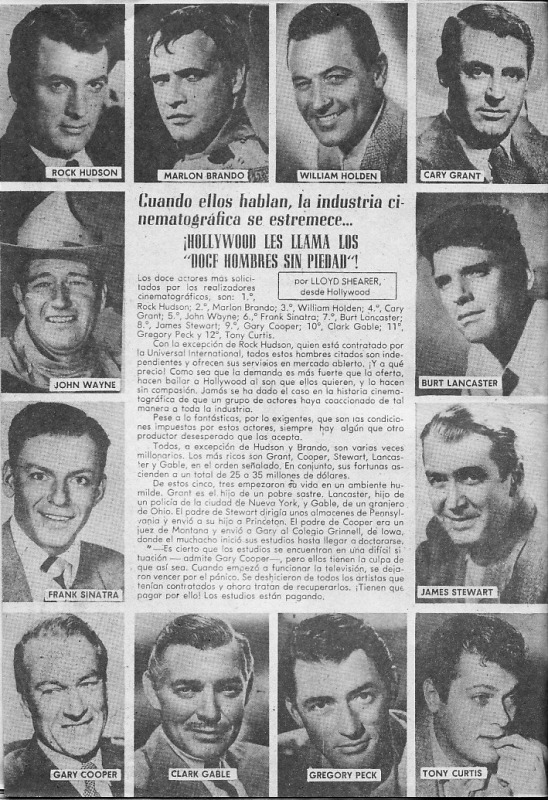 ROCK HUDSON
MARLON BRANDO
WILLIAM HOLDEN
CARY GRANT
Cuando ellos hablan, la industria ci-
nematográfica se estremece...
¡HOLLYWOOD LES LLAMA LOS
"DOCE HOMBRES SIN PIEDAD"!
por LLOYD SHEARER,
desde Hollywood
Los doce actores más solici-
tados por los realizadores
cinematográficos, son: 1.º,
Rock Hudson; 2.º, Marlon Brando; 3.º, William Holden; 4.º, Cary
Grant; 5.º, John Wayne; 6.º, Frank Sinatra; 7.º, Burt Lancaster;
8.º, James Stewart; 9.º, Gary Cooper; 10º, Clark Gable; 11º,
Gregory Peck y 12º, Tony Curtis.
Con la excepción de Rock Hudson, quien está contratado por
la Universal International, todos estos hombres citados son inde-
pendientes y ofrecen sus servicios en mercado abierto. ¡Y a qué
precio! Como sea que la demanda es más fuerte que la oferta,
hacen bailar a Hollywood al son que ellos quieren, y lo hacen
sin compasión. Jamás se ha dado el caso en la historia cinema-
tográfica de que un grupo de actores haya coaccionado de tal
manera a toda la industria.
Pese a lo fantásticas, por lo exigentes, que son las condicio-
nes impuestas por estos actores, siempre hay algún que otro
productor desesperado que las acepta.
Todos, a excepción de Hudson y Brando, son varias veces
millonarios. Los más ricos son Grant, Cooper, Stewart, Lancas-
ter y Gable, en el orden señalado. En conjunto, sus fortunas as-
cienden a un total de 25 a 35 millones de dólares.
De estos cinco, tres empezaron su vida en un ambiente hu-
milde. Grant es el hijo de un pobre sastre. Lancaster, hijo de
un policía de la ciudad de Nueva York, y Gable, de un granjero
de Ohio. El padre de Stewart dirigía unos almacenes de Pennsyl-
vania y envió a su hijo a Princeton. El padre de Cooper era un
juez de Montana y envió a Gary al Colegio Grinnell, de Iowa,
donde el muchacho inició sus estudios hasta llegar a doctorarse.
"—Es cierto que los estudios se encuentran en una difícil si
tuación — admite Gary Cooper—, pero ellos tienen la culpa de
que así sea. Cuando empezó a funcionar la televisión, se deja-
ron vencer por el pánico. Se deshicieron de todos los artistas que
tenían contratados y ahora tratan de recuperarlos. ¡Tienen que
pagar por ello! Los estudios están pagando,
JOHN WAYNE
BURT LANCASTER
FRANK SINATRA
JAMES STEWART
GARY COOPER
CLARK GABLE
GREGORY PECK
TONY CURTIS